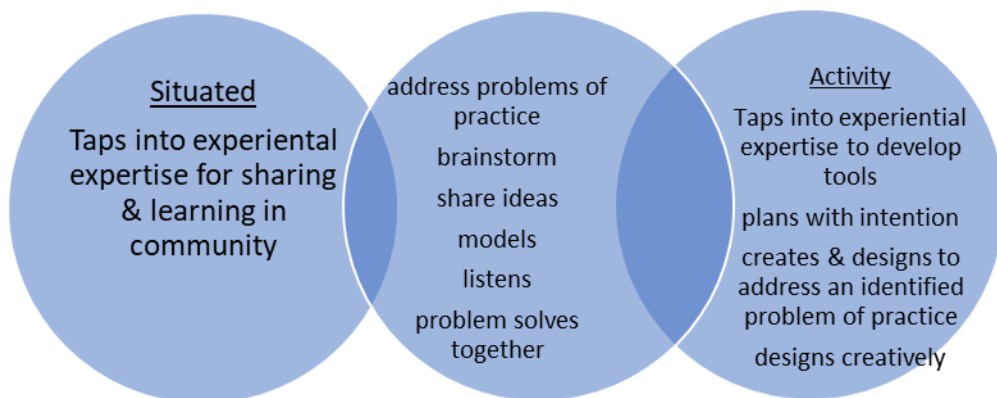 Situated
Taps into experiental
expertise for sharing
& learning in
community
address problems of
practice
brainstorm
share ideas
models
listens
problem solves
together
Activity
Taps into experiential
expertise to develop
tools
plans with intention
creates & designs to
address an identified
problem of practice
designs creatively